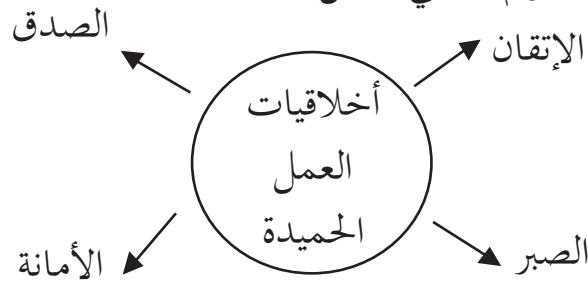 الصدق
الإتقان
أخلاقيات
العمل
الحميدة
الصبر
الأمانة